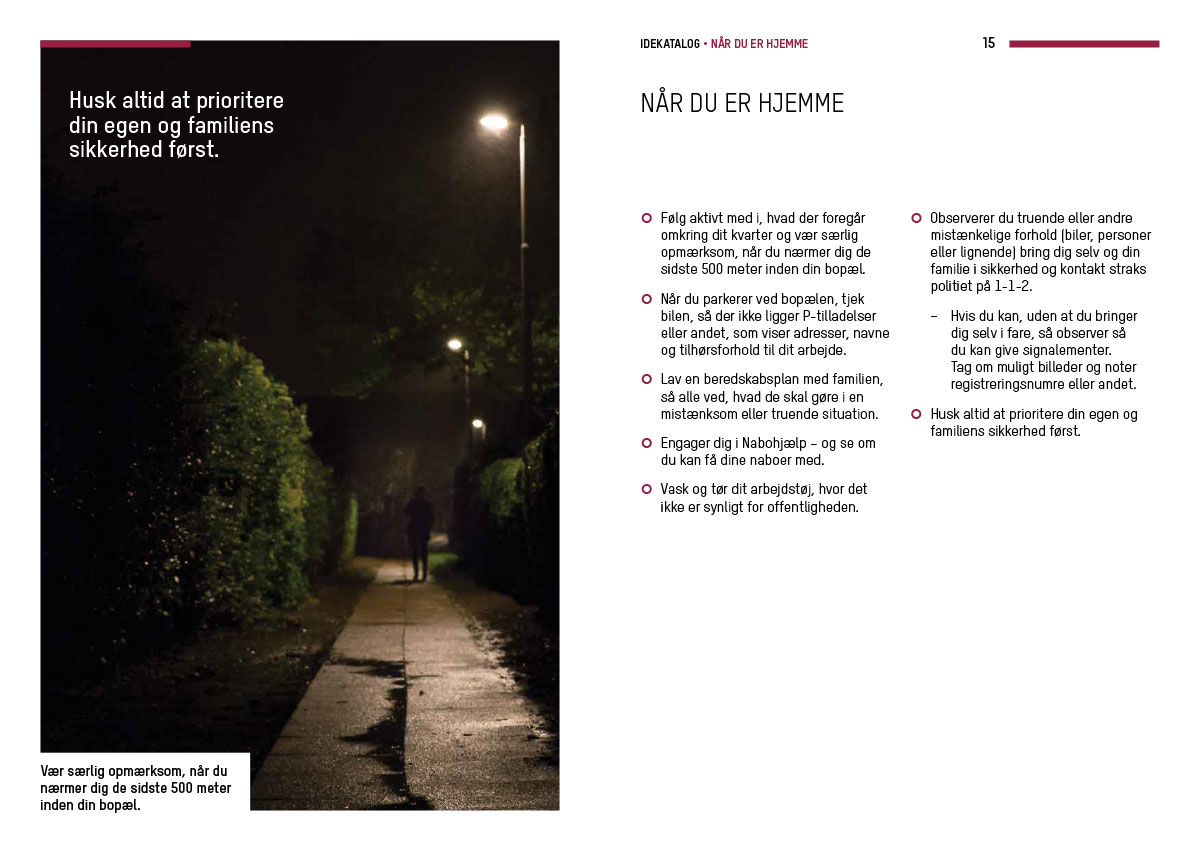 Husk altid at prioritere
din egen og familiens
sikkerhed først.
Vær særlig opmærksom, når du
nærmer dig de sidste 500 meter
inden din bopæl.
IDEKATALOG • NÅR DU ER HJEMME
15
NÅR DU ER HJEMME
Følg aktivt med i, hvad der foregår
omkring dit kvarter og vær særlig
opmærksom, når du nærmer dig de
sidste 500 meter inden din bopæl.
Når du parkerer ved bopælen, tjek
bilen, så der ikke ligger P-tilladelser
eller andet, som viser adresser, navne
og tilhørsforhold til dit arbejde.
Lav en beredskabsplan med familien,
så alle ved, hvad de skal gøre i en
mistænksom eller truende situation.
Engager dig i Nabohjælp – og se om
du kan få dine naboer med.
Vask og tør dit arbejdstøj, hvor det
ikke er synligt for offentligheden.
Observerer du truende eller andre
mistænkelige forhold (biler, personer
eller lignende) bring dig selv og din
familie i sikkerhed og kontakt straks
politiet på 1-1-2.
– Hvis du kan, uden at du bringer
dig selv i fare, så observer så
du kan give signalementer.
Tag om muligt billeder og noter
registreringsnumre eller andet.
Husk altid at prioritere din egen og
familiens sikkerhed først.